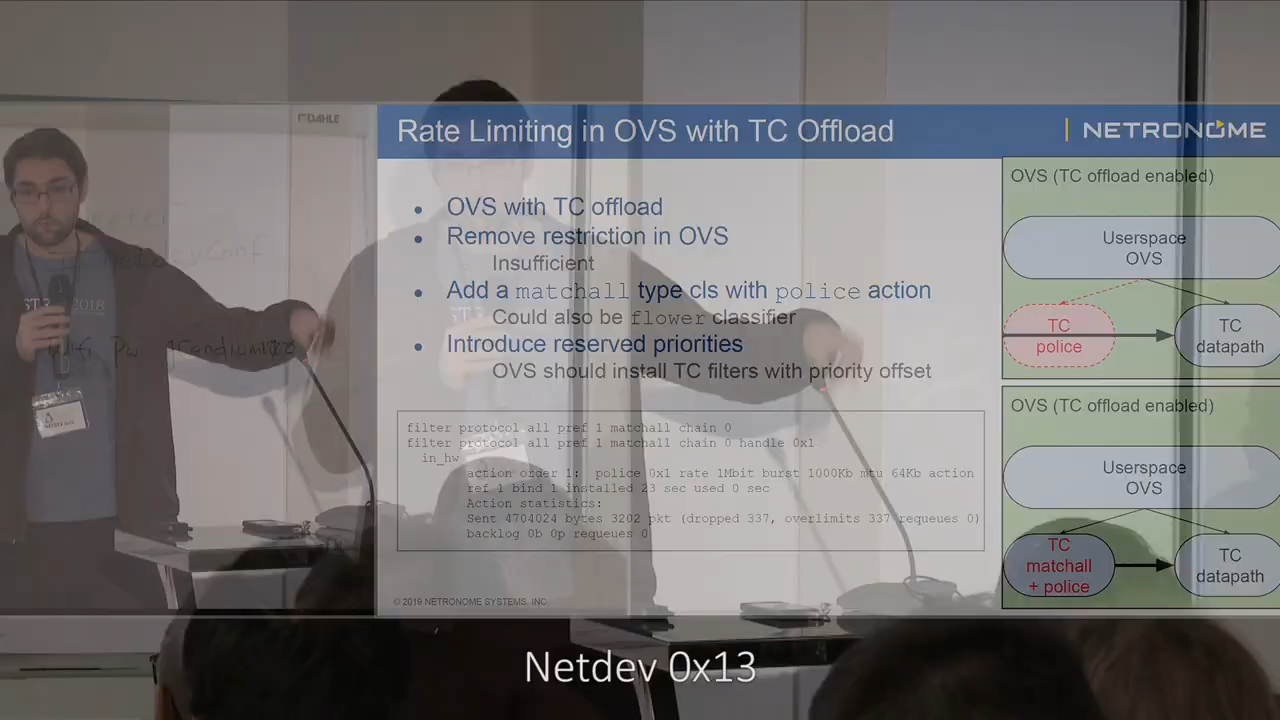 DAHLE
Rate Limiting in OVS with TC Offload
NETRONOME
OVS with TC offload
Remove restriction in OVS
Insufficient
Add a matchall type cls with police action
Could also be flower classifier
Introduce reserved priorities
OVS should install TC filters with priority offset
filter protocol all pref 1 matchall chain 0
filter protocol all pref 1 matchall chain 0 handle 0x1
in_hw
action order 1: police 0x1 rate 1Mbit burst 1000Kb mtu 64Kb action
ref 1 bind 1 installed 23 sec used 0 sec
Action statistics:
Sent 4704024 bytes 3202 pkt (dropped 337, overlimits 337 requeues 0)
backlog 0b 0p requeues 0
© 2019 NETRONOME SYSTEMS, INC.
OVS (TC offload enabled)
Userspace
OVS
TC
police
TC
datapath
OVS (TC offload enabled)
Userspace
OVS
TC
matchall
+ police
TC
datapath
2018
Netdev 0x13